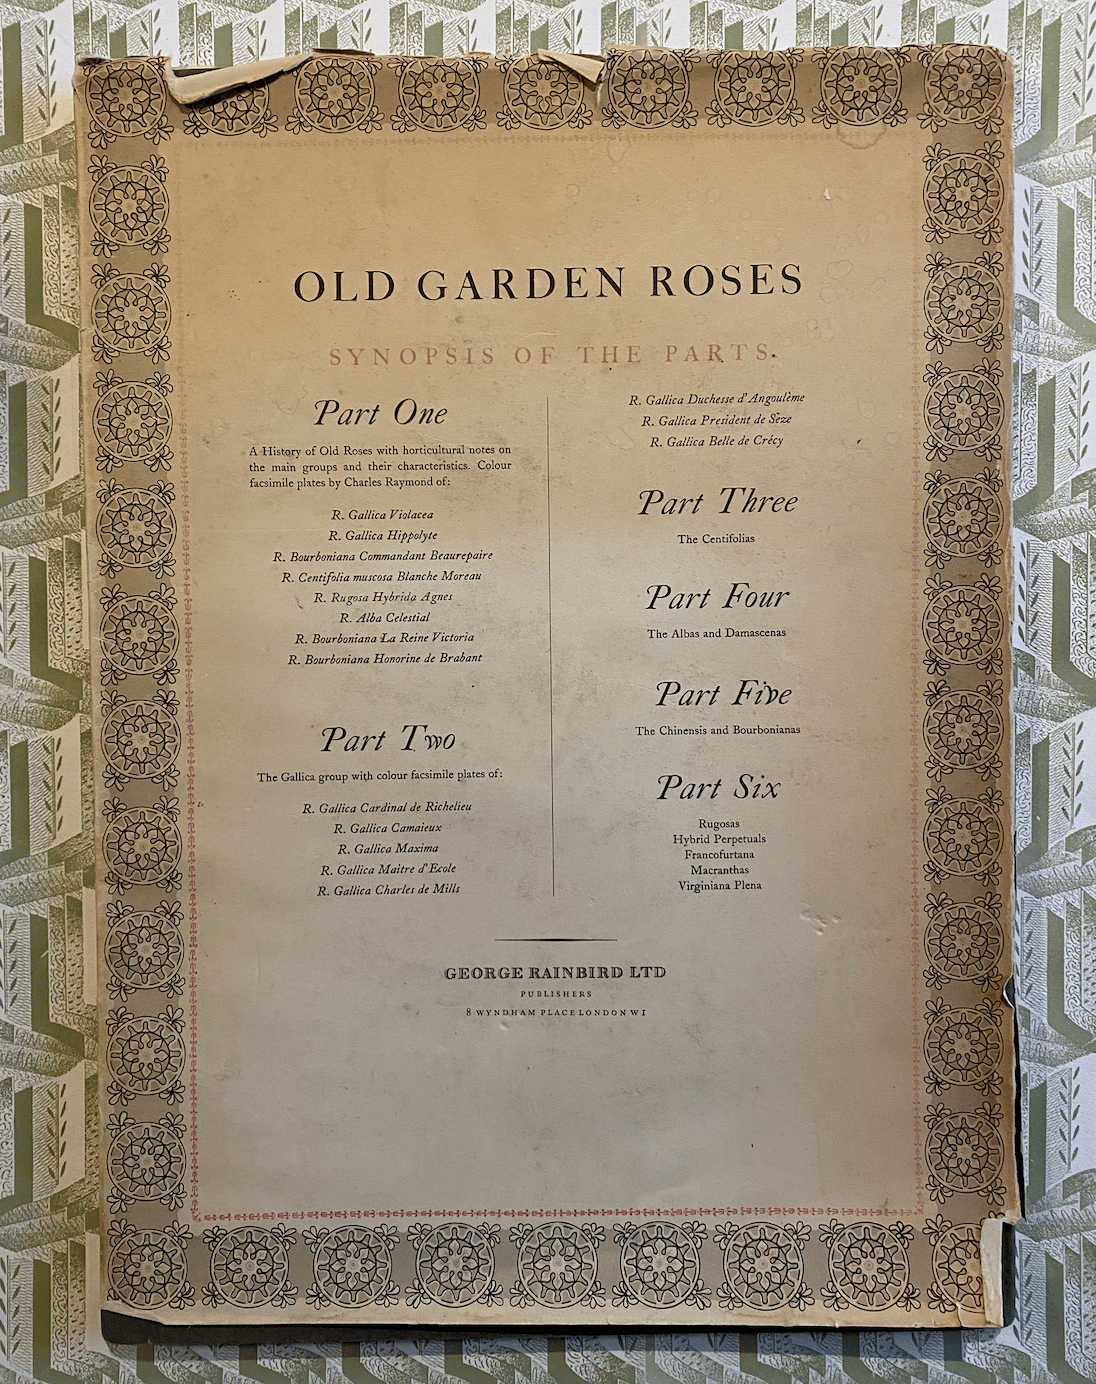 OLD GARDEN ROSES
SYNOPSIS OF THE PARTS.
Part One
A History of Old Roses with horticultural notes on
the main groups and their characteristics. Colour
facsimile plates by Charles Raymond of:
R. Gallica Violacea
R. Gallica Hippolyte
R. Bourboniana Commandant Beaurepaire
R. Centifolia muscosa Blanche Moreau
R. Rugosa Hybrida Agnes
R. Alba Celestial
R. Bourboniana La Reine Victoria
R. Bourboniana Honorine de Brabant
Part Two
The Gallica group with colour facsimile plates of:
R. Gallica Cardinal de Richelieu
R. Gallica Camaieux
R. Gallica Maxima
R. Gallica Maitre d'Ecole
R. Gallica Charles de Mills
R. Gallica Duchesse d'Angoulème
R. Gallica President de Sèze
R. Gallica Belle de Crécy
Part Three
The Centifolias
Part Four
The Albas and Damascenas
Part Five
The Chinensis and Bourbonianas
Part Six
Rugosas
Hybrid Perpetuals
Francofurtana
Macranthas
Virginiana Plena
GEORGE RAINBIRD LTD
PUBLISHERS
8 WYNDHAM PLACE LONDON W1